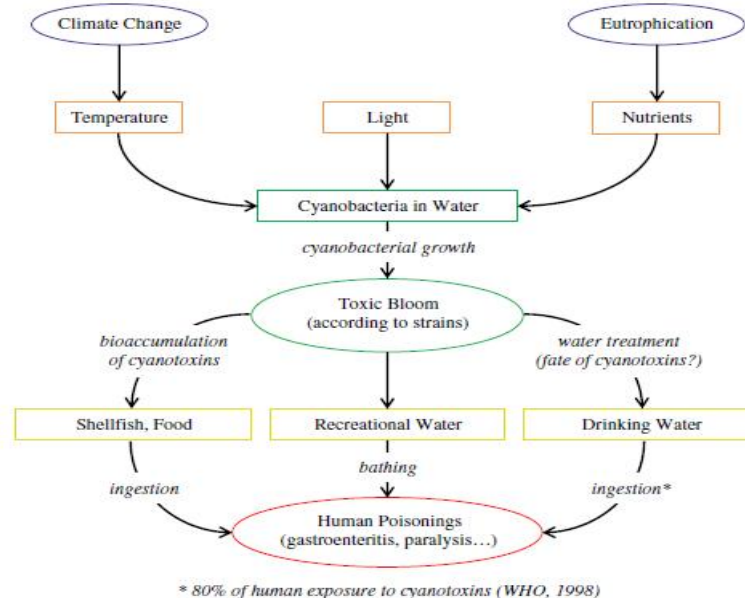 Climate Change
Eutrophication
Temperature
Light
Nutrients
Cyanobacteria in Water
cyanobacterial growth
Toxic Bloom
(according to strains)
bioaccumulation
of cyanotoxins
water treatment
(fate of cyanotoxins?)
Shellfish, Food
Recreational Water
Drinking Water
ingestion
bathing
ingestion*
Human Poisonings
(gastroenteritis, paralysis…)
* 80% of human exposure to cyanotoxins (WHO, 1998)